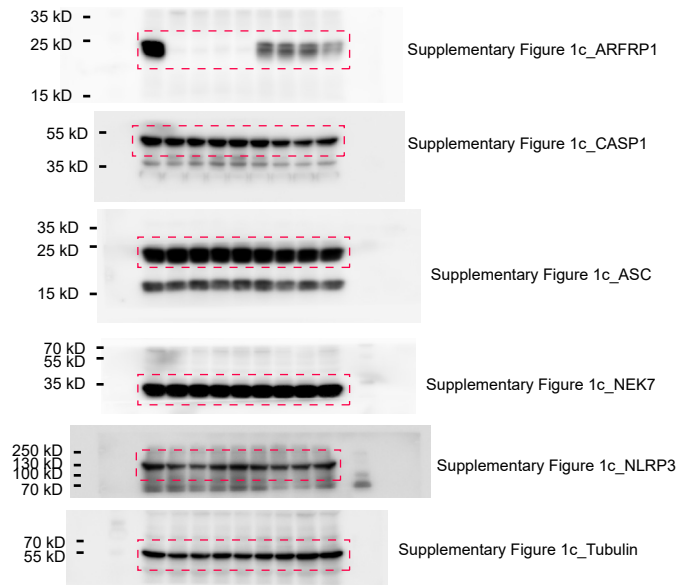 35 kD
25 kD
15 kD
Supplementary Figure 1c_ARFRP1
55 kD
35 kD
Supplementary Figure 1c_CASP1
35 kD
25 kD
15 kD
Supplementary Figure 1c_ASC
70 kD
55 kD
35 kD
Supplementary Figure 1c_NEK7
250 kD
130 kD
100 kD
70 kD
Supplementary Figure 1c_NLRP3
70 kD
55 kD
Supplementary Figure 1c_Tubulin